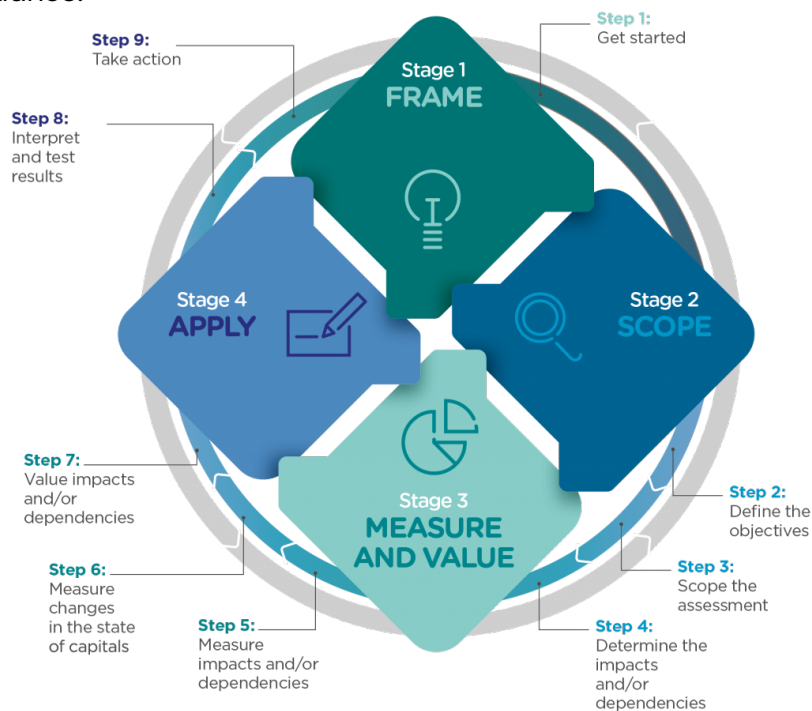 Step 1:
Get started
Stage 1
FRAME
Stage 2
SCOPE
Step 2:
Define the
objectives
Step 3:
Scope the
assessment
Step 4:
Determine the
impacts
and/or
dependencies
Stage 3
MEASURE
AND VALUE
Step 5:
Measure
impacts and/or
dependencies
Step 6:
Measure
changes
in the state
of capitals
Step 7:
Value impacts
and/or
dependencies
Stage 4
APPLY
Step 8:
Interpret
and test
results
Step 9:
Take action